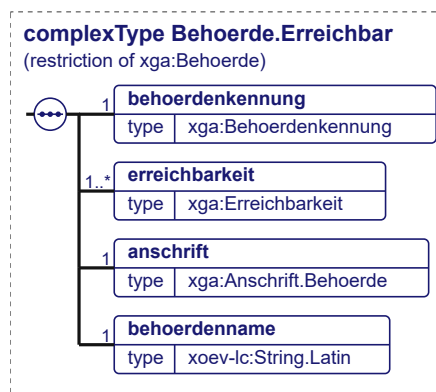 complexType Behoerde.Erreichbar
(restriction of xga:Behoerde)
1 behoerdenkennung
type xga:Behoerdenkennung
1..* erreichbarkeit
type xga:Erreichbarkeit
1 anschrift
type xga:Anschrift.Behoerde
1 behoerdenname
type xoev-lc:String.Latin